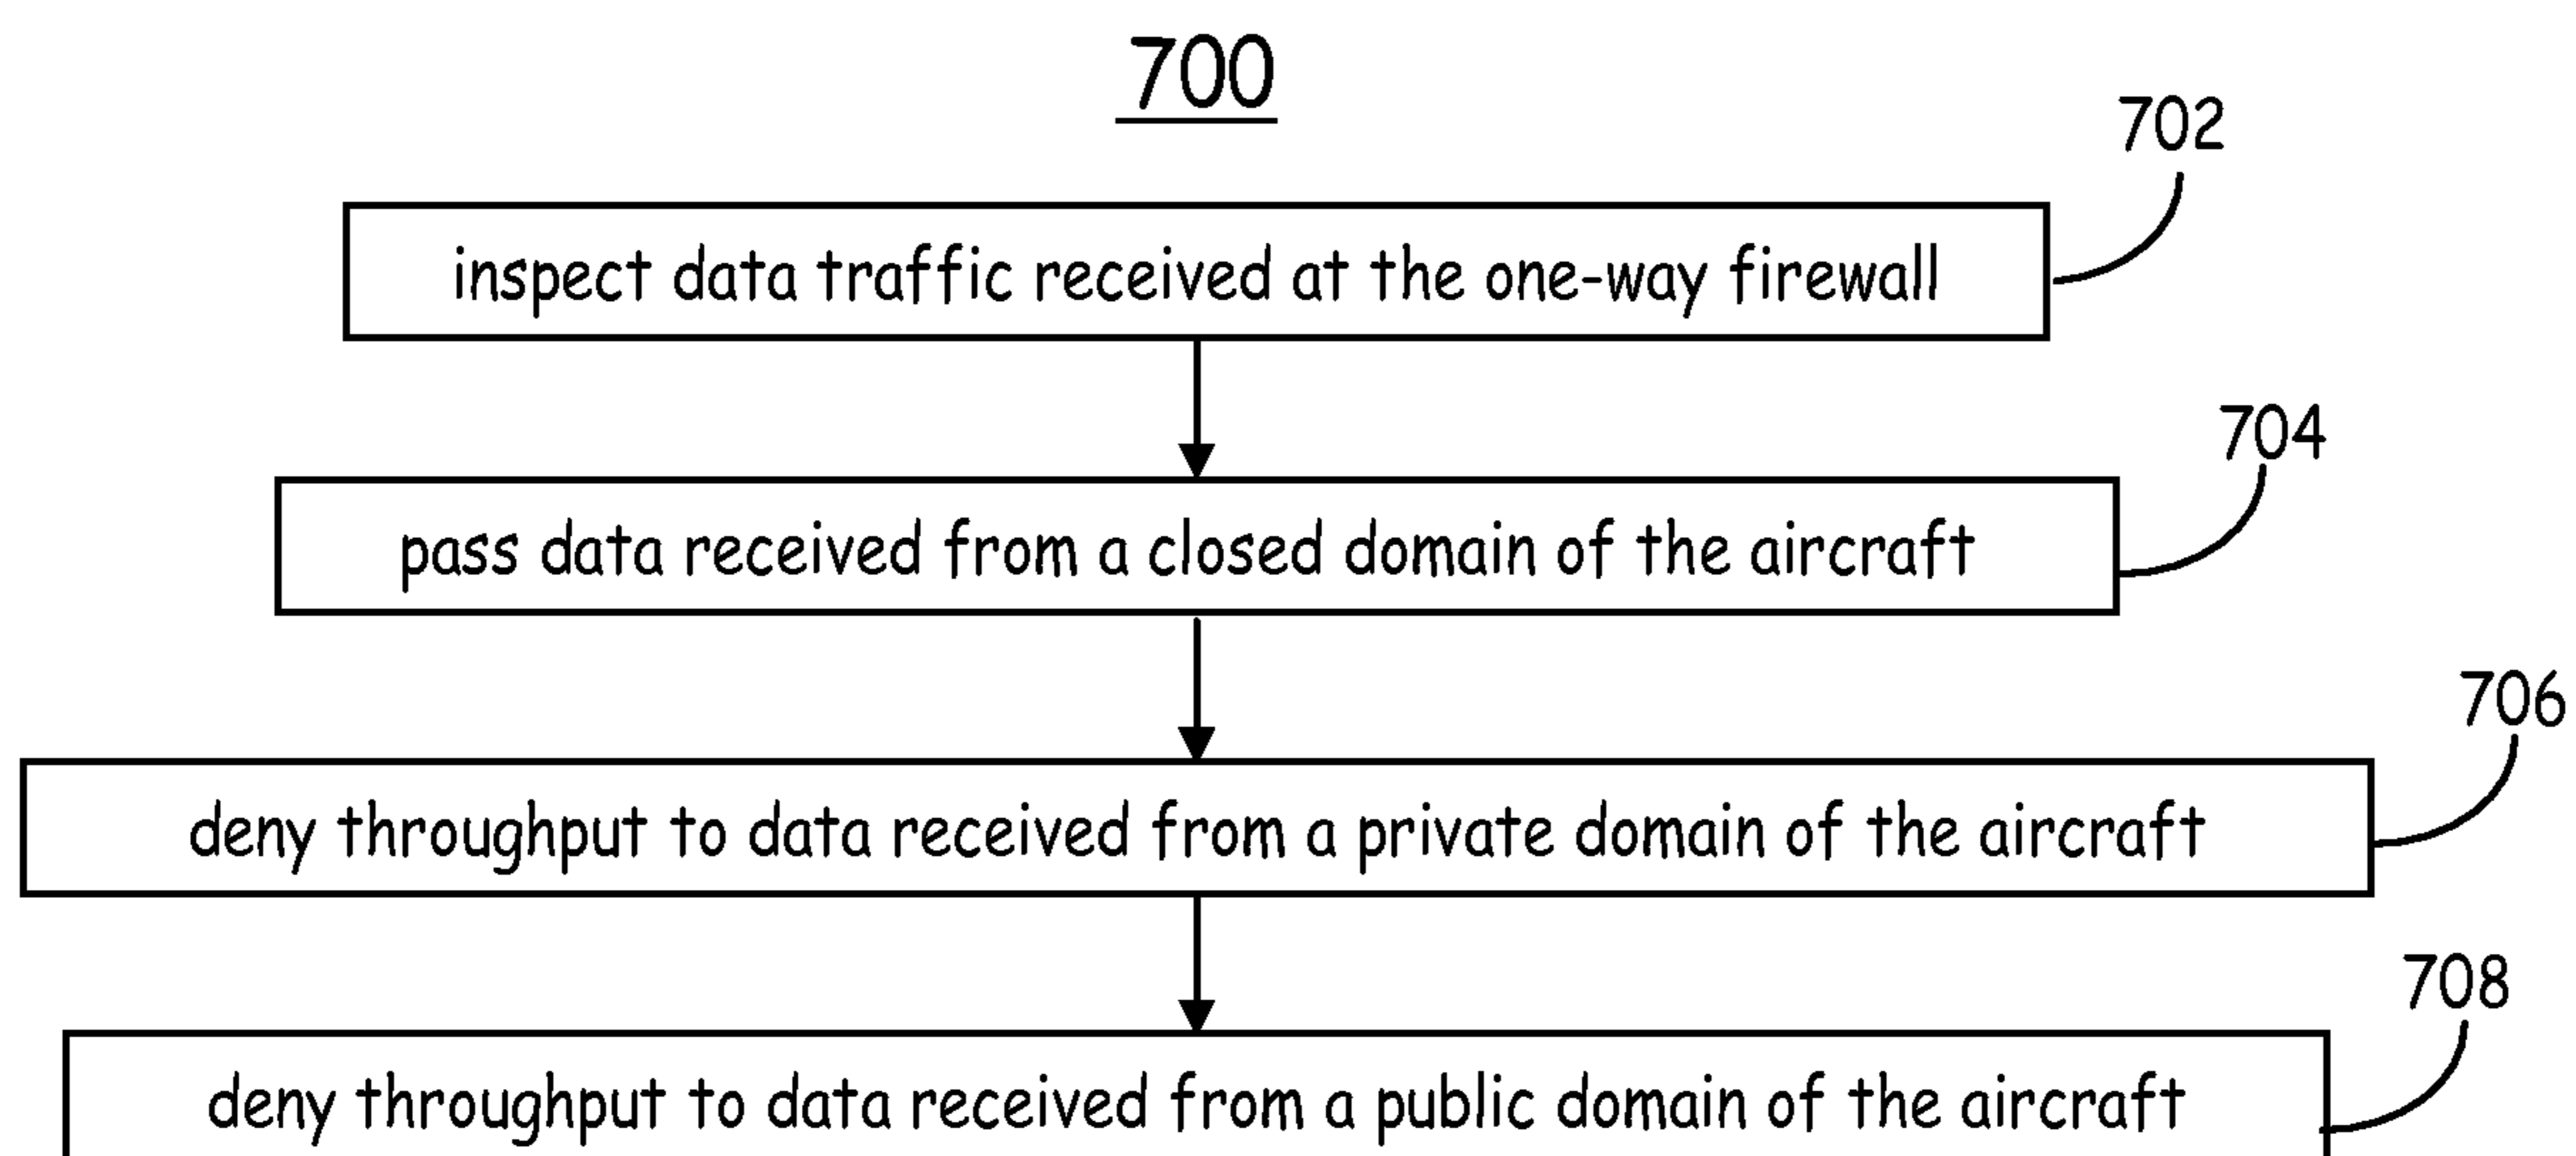 700
702
inspect data traffic received at the one-way firewall
704
pass data received from a closed domain of the aircraft
706
deny throughput to data received from a private domain of the aircraft
708
deny throughput to data received from a public domain of the aircraft